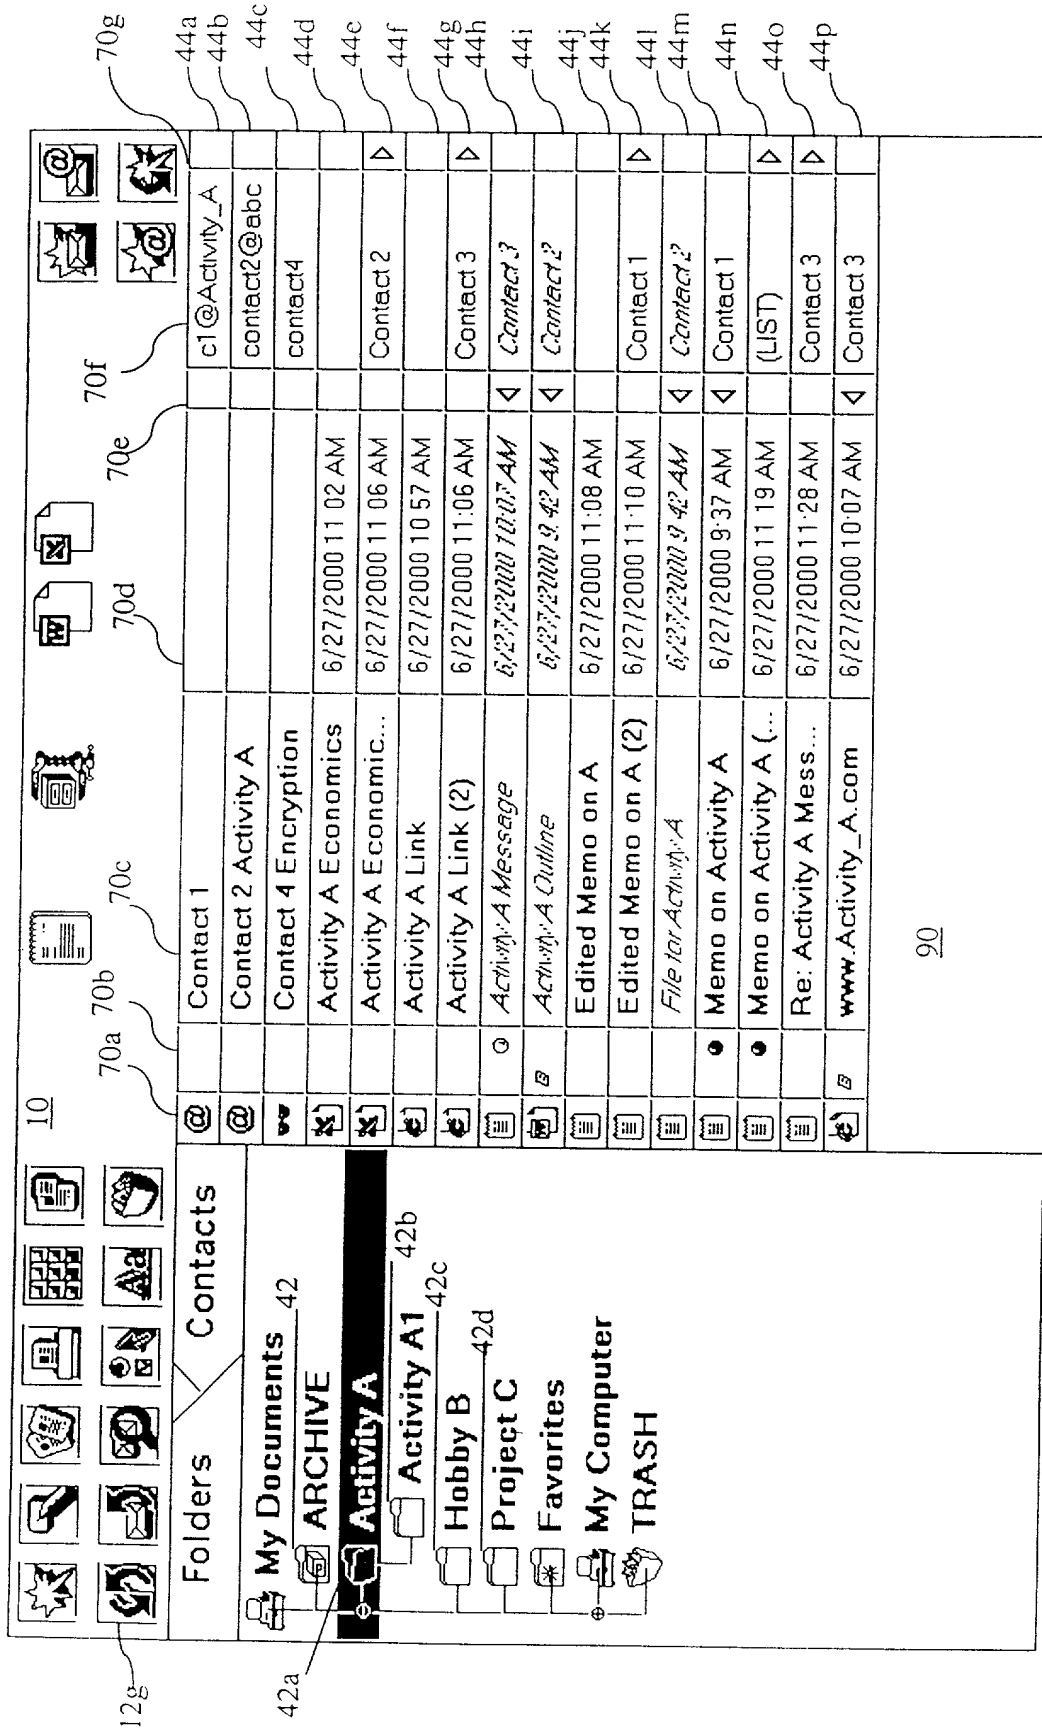 10
12g
Folders Contacts
My Documents
42
ARCHIVE
42a
Activity A
42b
Activity A1
42c
Hobby B
42d
Project C
Favorites
My Computer
TRASH
70a
70b
70c
70d
70e
70f
70g
@ Contact 1 c1@Activity_A 44a
@ Contact 2 Activity A contact2@abc 44b
Contact 4 Encryption contact4 44c
Activity A Economics 6/27/2000 11 02 AM 44d
Activity A Economic... 6/27/2000 11 06 AM Contact 2 44e
Activity A Link 6/27/2000 10 57 AM 44f
Activity A Link (2) 6/27/2000 11:06 AM Contact 3 44g
Activity A Message 6/27/2000 10:07 AM Contact 3 44h
Activity A Outline 6/27/2000 9.42 AM Contact 2 44i
Edited Memo on A 6/27/2000 11:08 AM 44j
Edited Memo on A (2) 6/27/2000 11·10 AM Contact 1 44k
File for Activity A 6/27/2000 9 42 AM Contact 2 44l
Memo on Activity A 6/27/2000 9·37 AM Contact 1 44m
Memo on Activity A (... 6/27/2000 11 19 AM (LIST) 44n
Re: Activity A Mess... 6/27/2000 11·28 AM Contact 3 44o
www.Activity_A.com 6/27/2000 10·07 AM Contact 3 44p
90